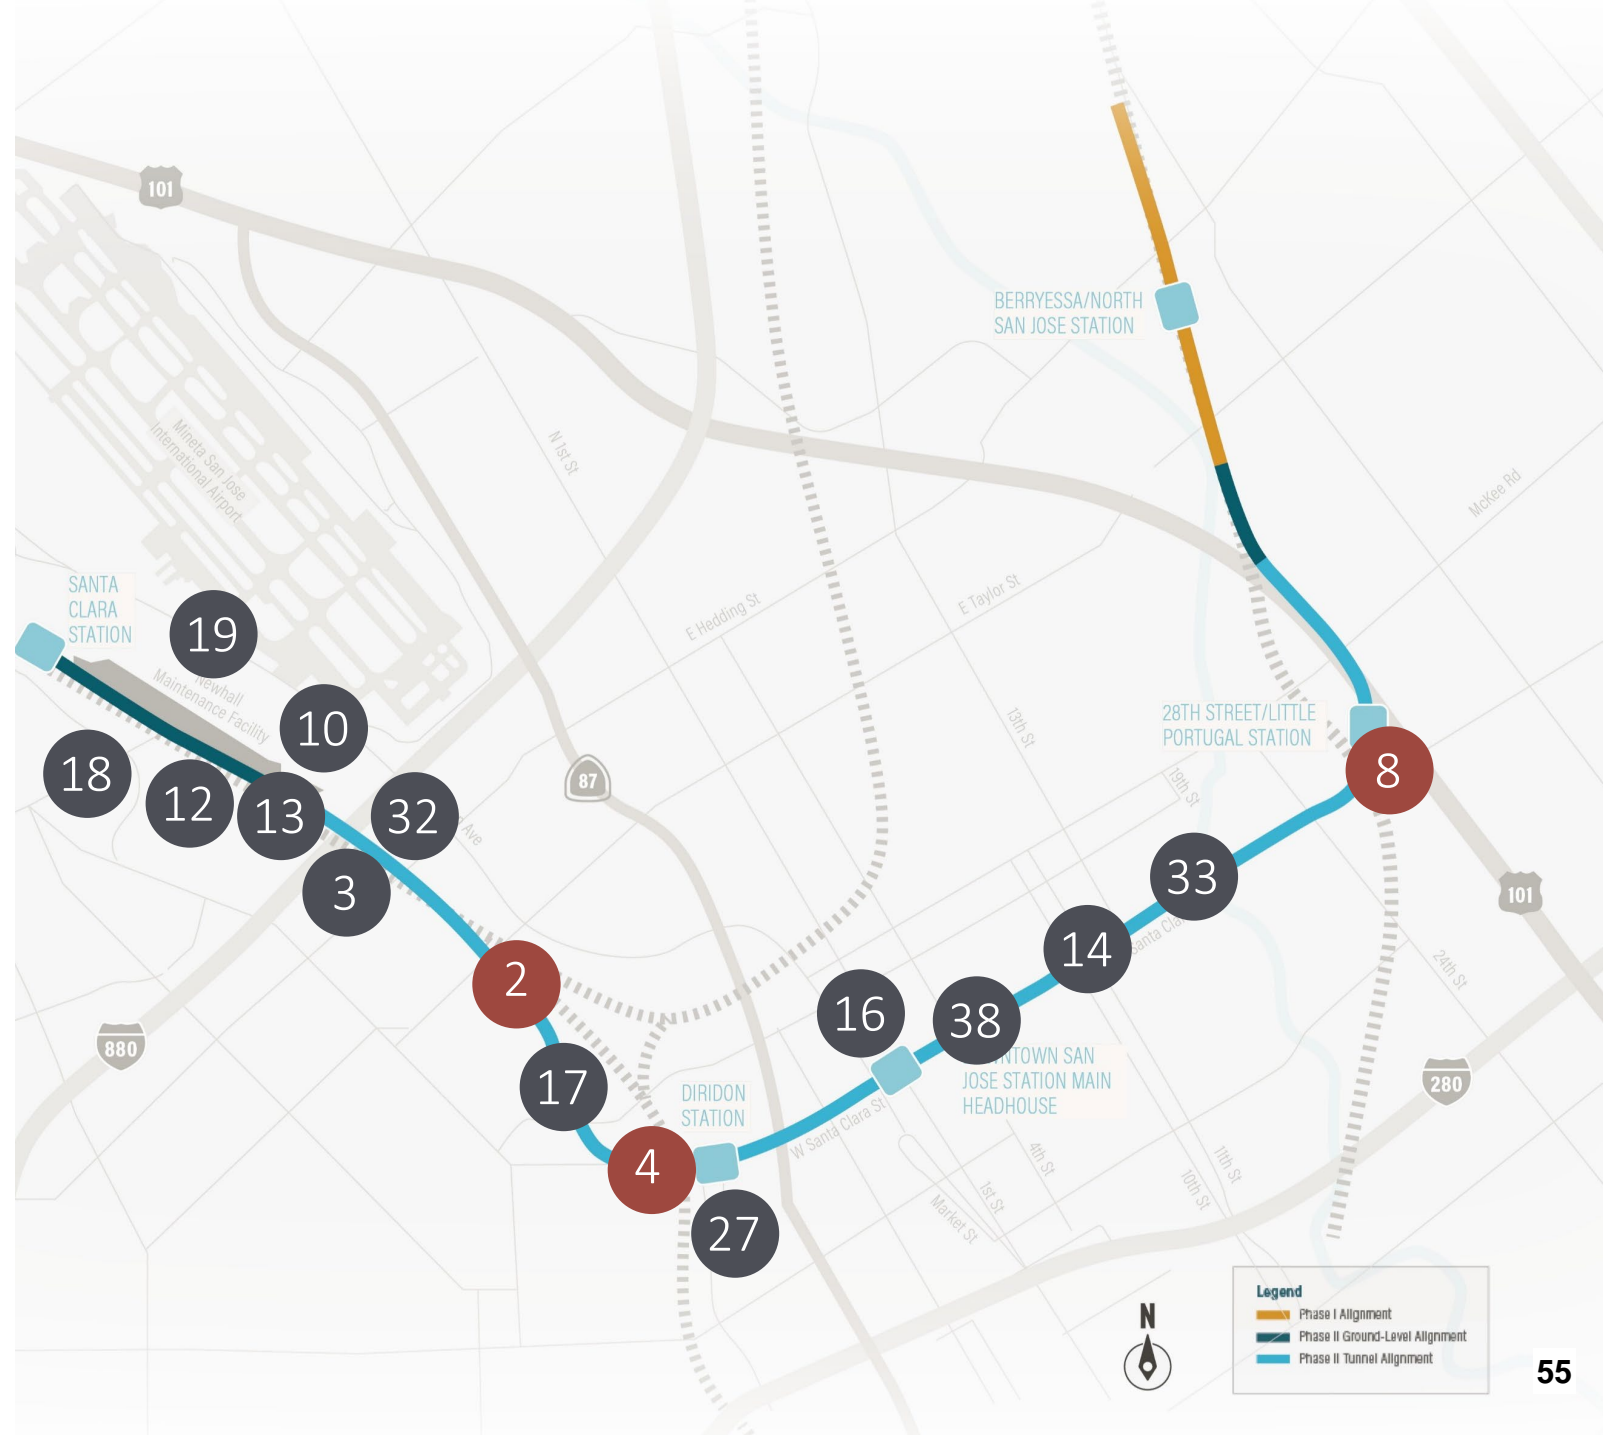 101
BERRYESSA/NORTH
SAN JOSE STATION
Mineta San Jose
International Airport
N 1st St
McKee Rd
E Hedding St
E Taylor St
SANTA
CLARA
STATION
19
Newhall
Maintenance Facility
10
18
12
13
32
Ave
3
87
13th St
28TH STREET/LITTLE
PORTUGAL STATION
19th St
8
33
101
14
Santa Cla
24th St
2
16
38
880
NTOWN SAN
JOSE STATION MAIN
HEADHOUSE
17
DIRIDON
STATION
280
W Santa Clara St
4
4th St
11th St
10th St
1st St
Market St
27
N
Legend
Phase I Alignment
Phase II Ground-Level Alignment
Phase II Tunnel Alignment
55